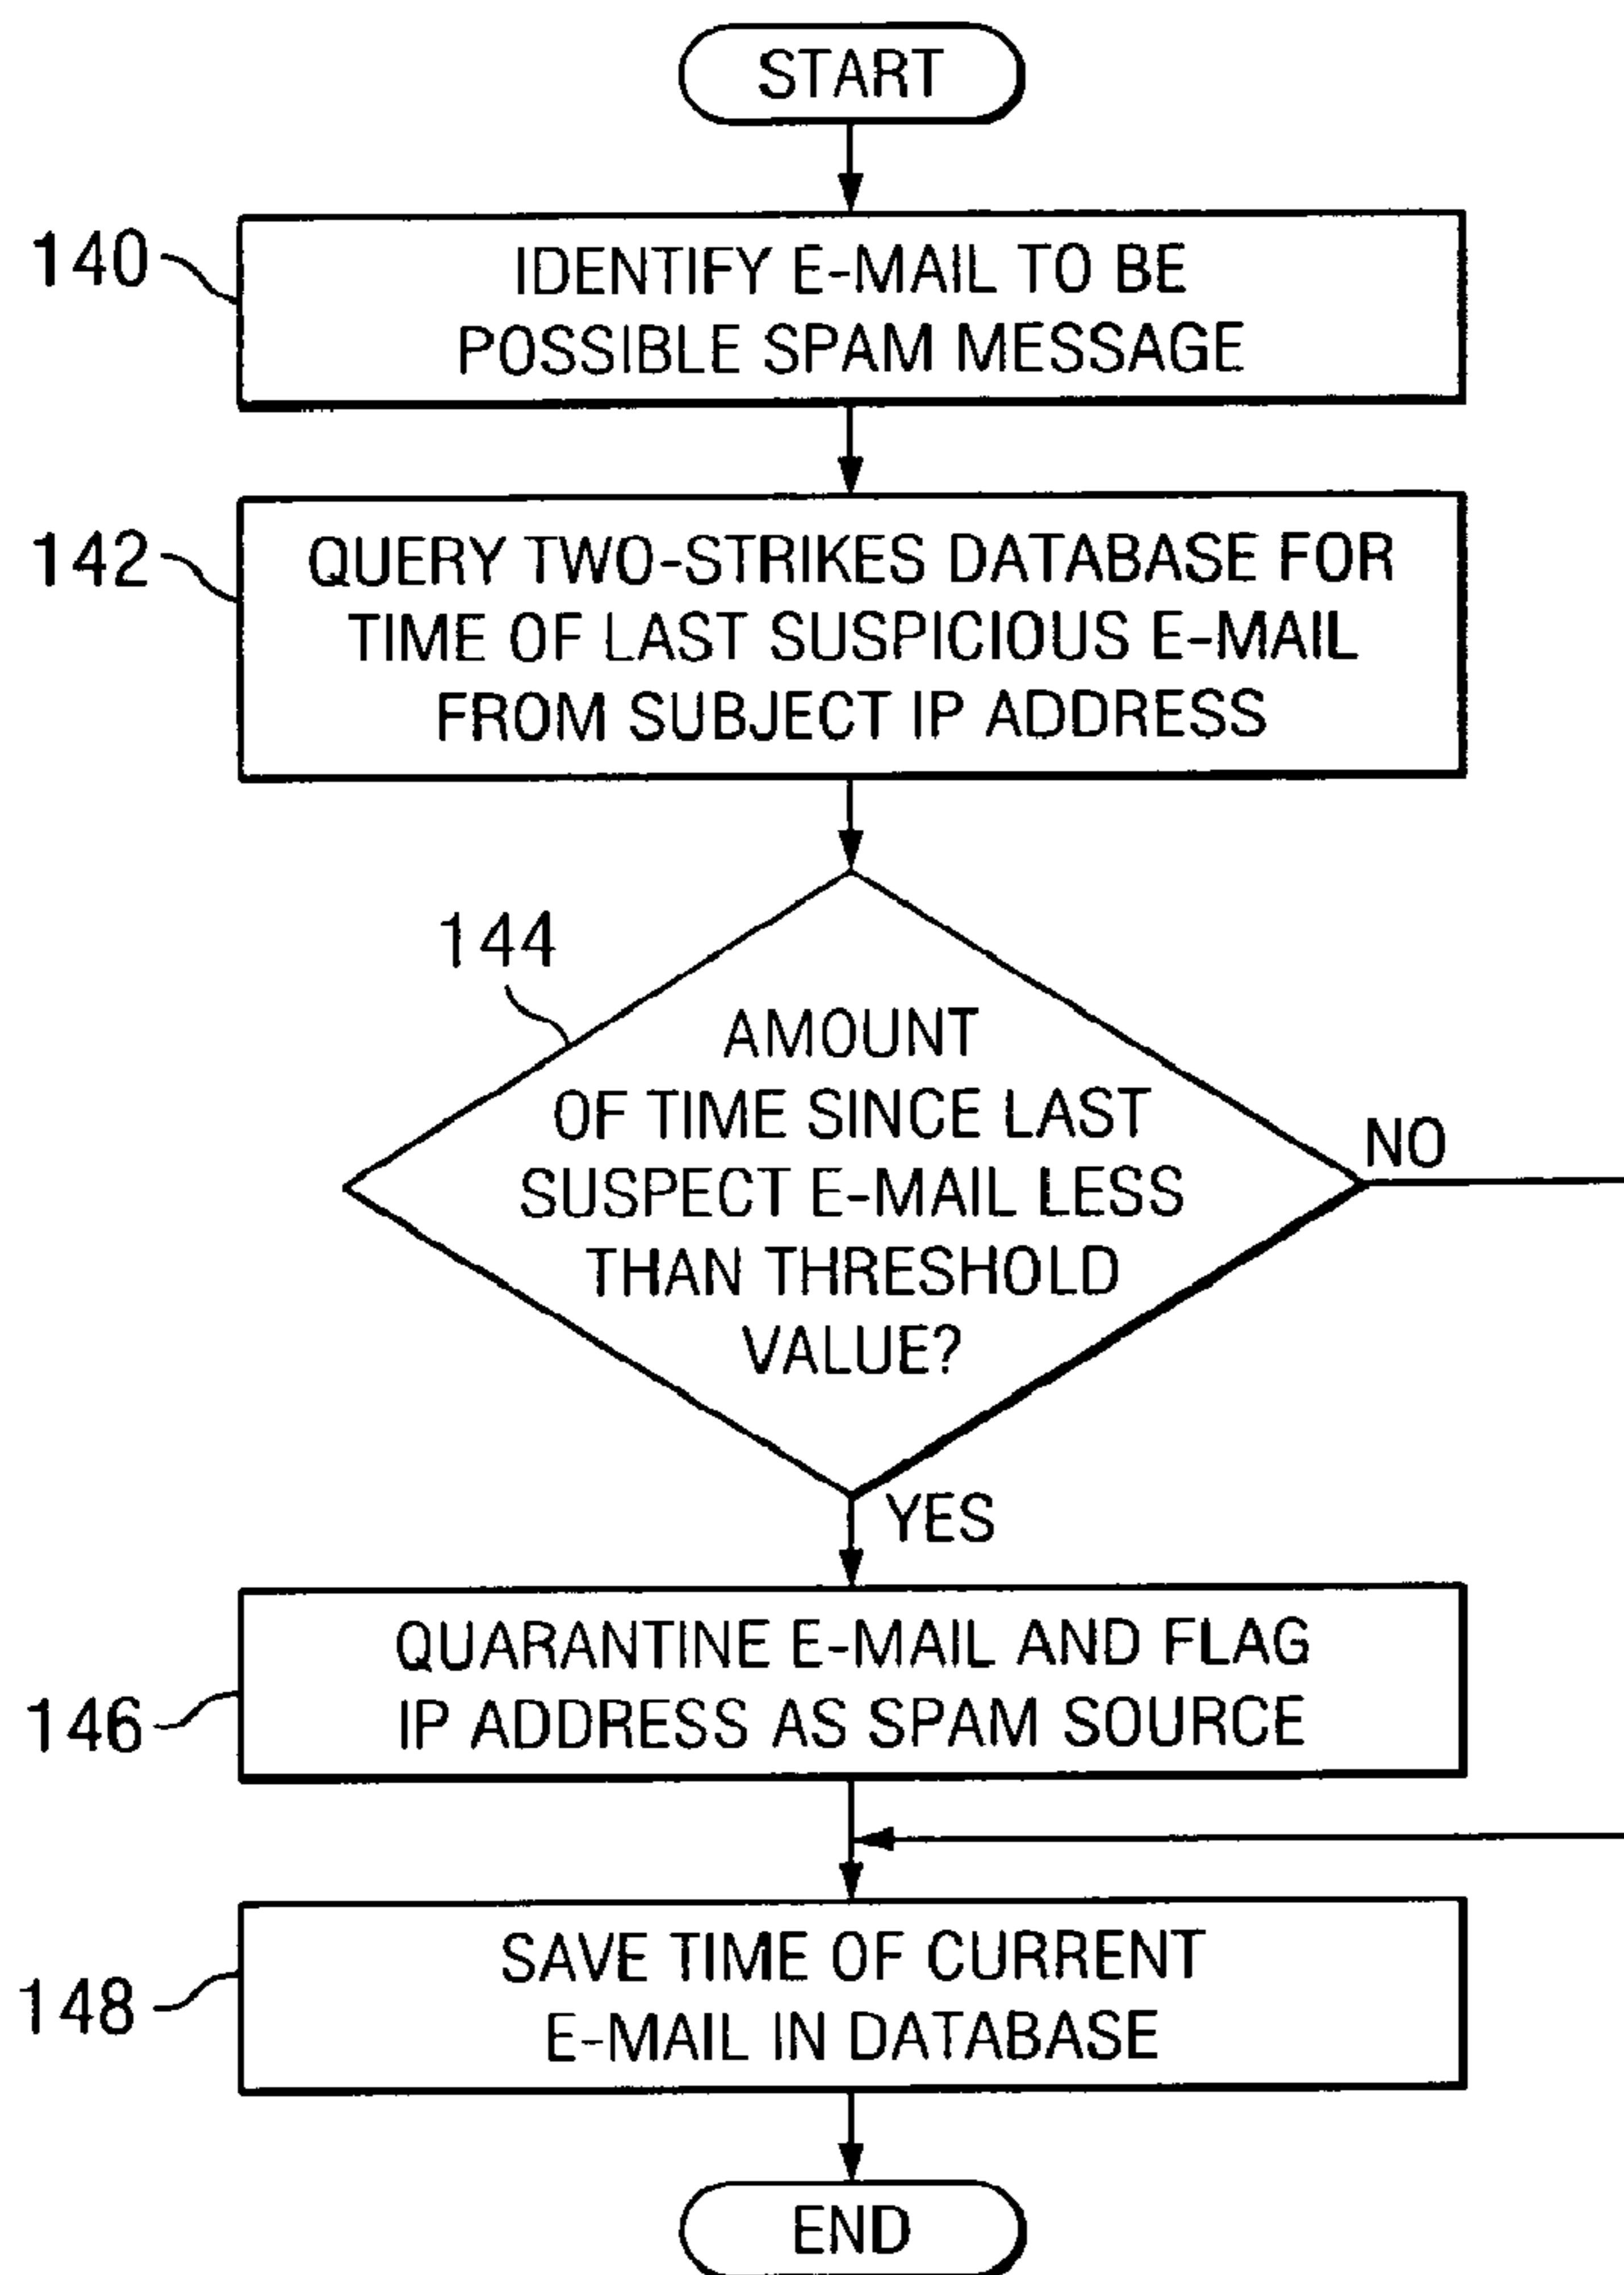 START
140
IDENTIFY E-MAIL TO BE
POSSIBLE SPAM MESSAGE
142
QUERY TWO-STRIKES DATABASE FOR
TIME OF LAST SUSPICIOUS E-MAIL
FROM SUBJECT IP ADDRESS
144
AMOUNT
OF TIME SINCE LAST
SUSPECT E-MAIL LESS
THAN THRESHOLD
VALUE?
NO
YES
146
QUARANTINE E-MAIL AND FLAG
IP ADDRESS AS SPAM SOURCE
148
SAVE TIME OF CURRENT
E-MAIL IN DATABASE
END